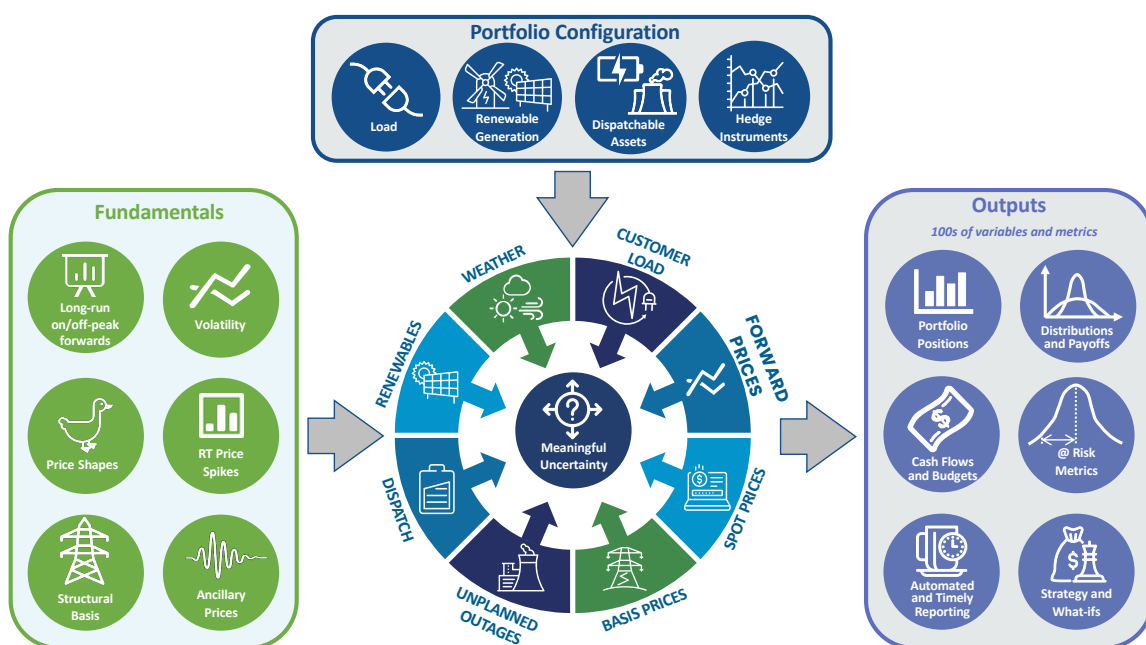 Portfolio Configuration
Load
Renewable
Generation
Dispatchable
Assets
Hedge
Instruments
Fundamentals
Long-run
on/off-peak
forwards
Volatility
Price Shapes
RT Price
Spikes
Structural
Basis
Ancillary
Prices
WEATHER
CUSTOMER
LOAD
RENEWABLES
FORWARD
PRICES
?
Meaningful
Uncertainty
DISPATCH
$
SPOT PRICES
UNPLANNED
OUTAGES
BASIS PRICES
Outputs
100s of variables and metrics
Portfolio
Positions
Distributions
and Payoffs
$
Cash Flows
and Budgets
@ Risk
Metrics
Automated
and Timely
Reporting
$
Strategy and
What-ifs